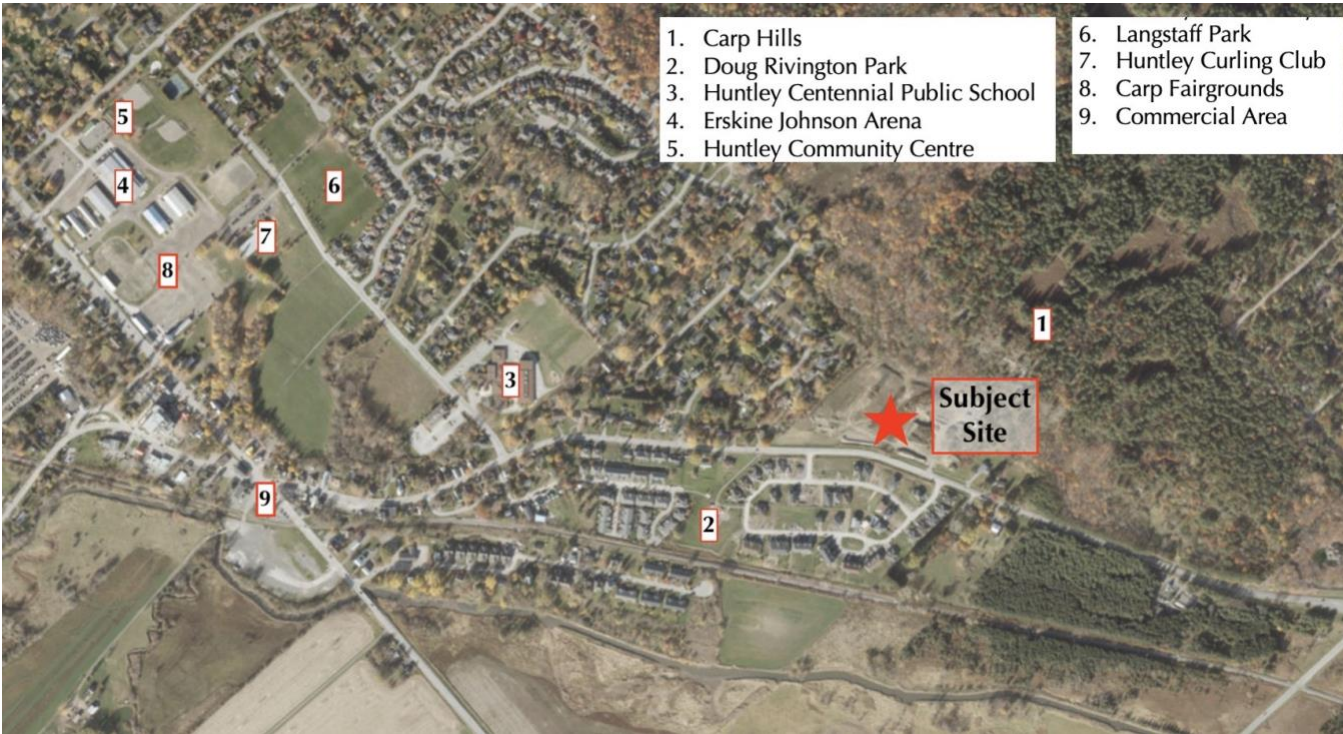 1. Carp Hills
2. Doug Rivington Park
3. Huntley Centennial Public School
4. Erskine Johnson Arena
5. Huntley Community Centre
6. Langstaff Park
7. Huntley Curling Club
8. Carp Fairgrounds
9. Commercial Area
5
4
6
7
8
1
3
Subject
Site
9
2